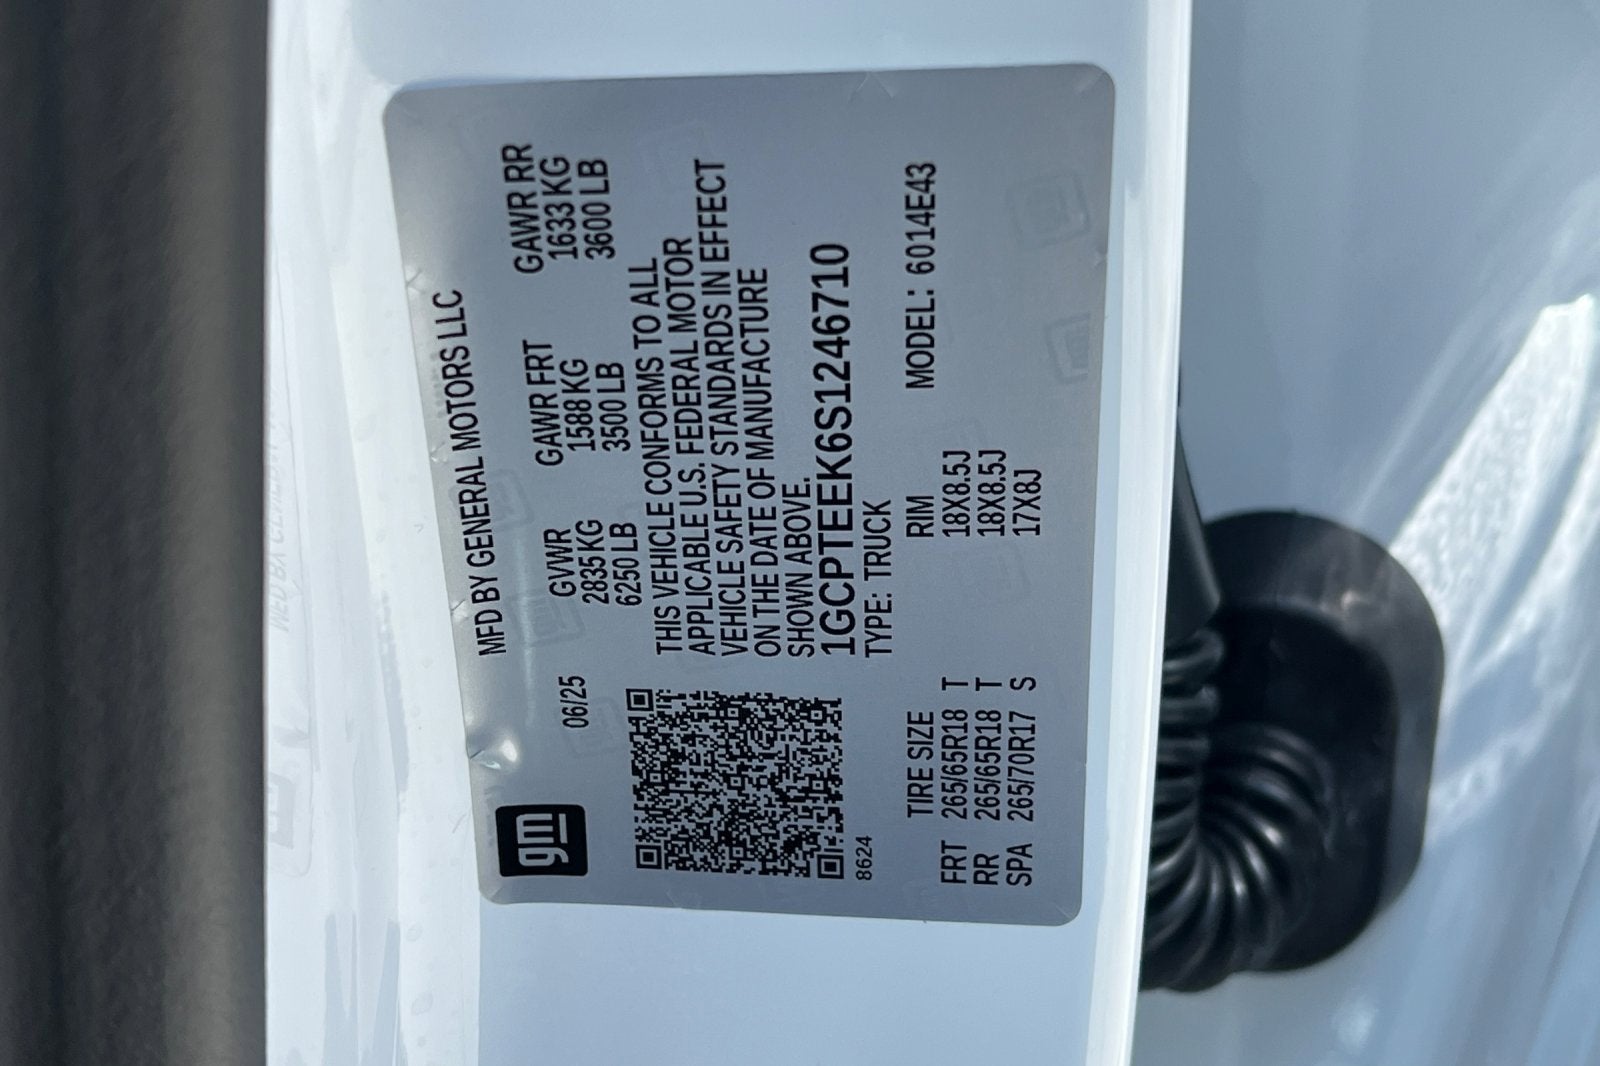 gm
MFD BY GENERAL MOTORS LLC
06/25
GVWR GAWR FRT GAWR RR
2835 KG 1588 KG 1633 KG
6250 LB 3500 LB 3600 LB
THIS VEHICLE CONFORMS TO ALL
APPLICABLE U.S. FEDERAL MOTOR
VEHICLE SAFETY STANDARDS IN EFFECT
ON THE DATE OF MANUFACTURE
SHOWN ABOVE.
1GCPTEEK6S1246710
8624
TYPE: TRUCK
MODEL: 6014E43
TIRE SIZE RIM
FRT 265/65R18 T 18X8.5J
RR 265/65R18 T 18X8.5J
SPA 265/70R17 S 17X8J